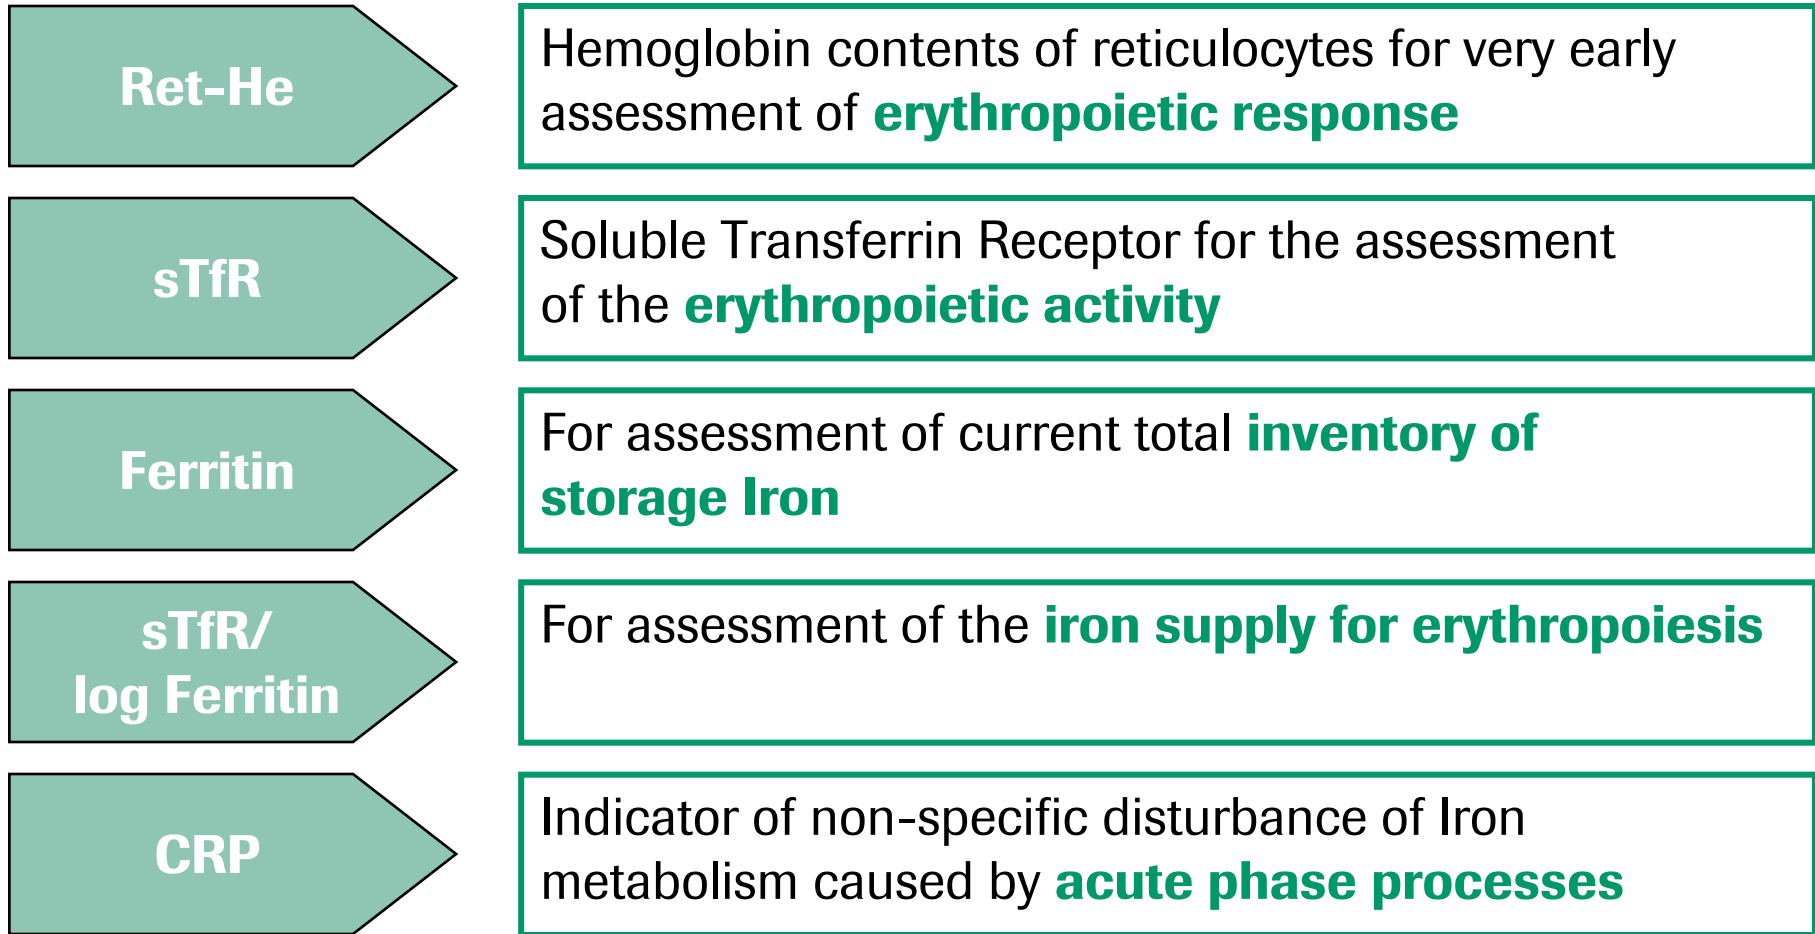 Ret-He
Hemoglobin contents of reticulocytes for very early
assessment of erythropoietic response
sTfR
Soluble Transferrin Receptor for the assessment
of the erythropoietic activity
Ferritin
For assessment of current total inventory of
storage Iron
sTfR/
log Ferritin
For assessment of the iron supply for erythropoiesis
CRP
Indicator of non-specific disturbance of Iron
metabolism caused by acute phase processes